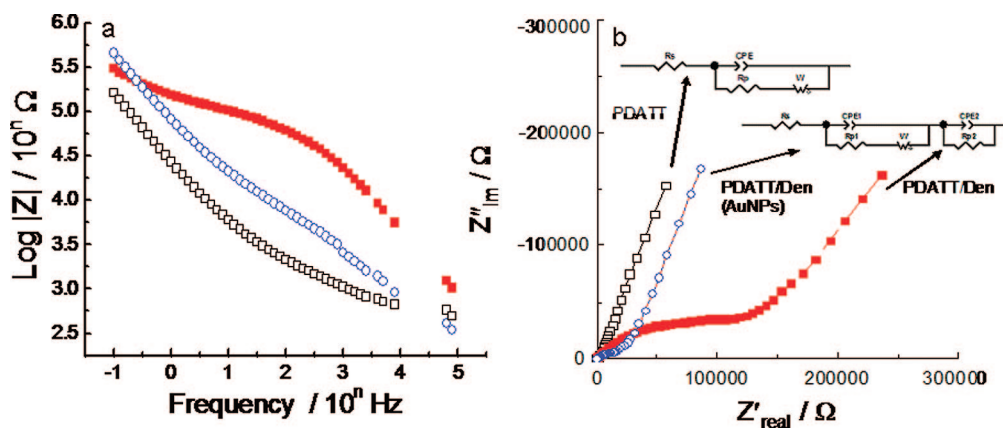 a
6.0
5.5
5.0
4.5
4.0
3.5
3.0
2.5
Log |Z| / 10ⁿ Ω
-1 0 1 2 3 4 5
Frequency / 10ⁿ Hz
b
-300000
-200000
-100000
0
Z″Im / Ω
0 100000 200000 300000
Z′real / Ω
Rs CPE
Rp W
PDATT
Rs CPE1 CPE2
Rp1 W Rp2
PDATT/Den
(AuNPs)
PDATT/Den